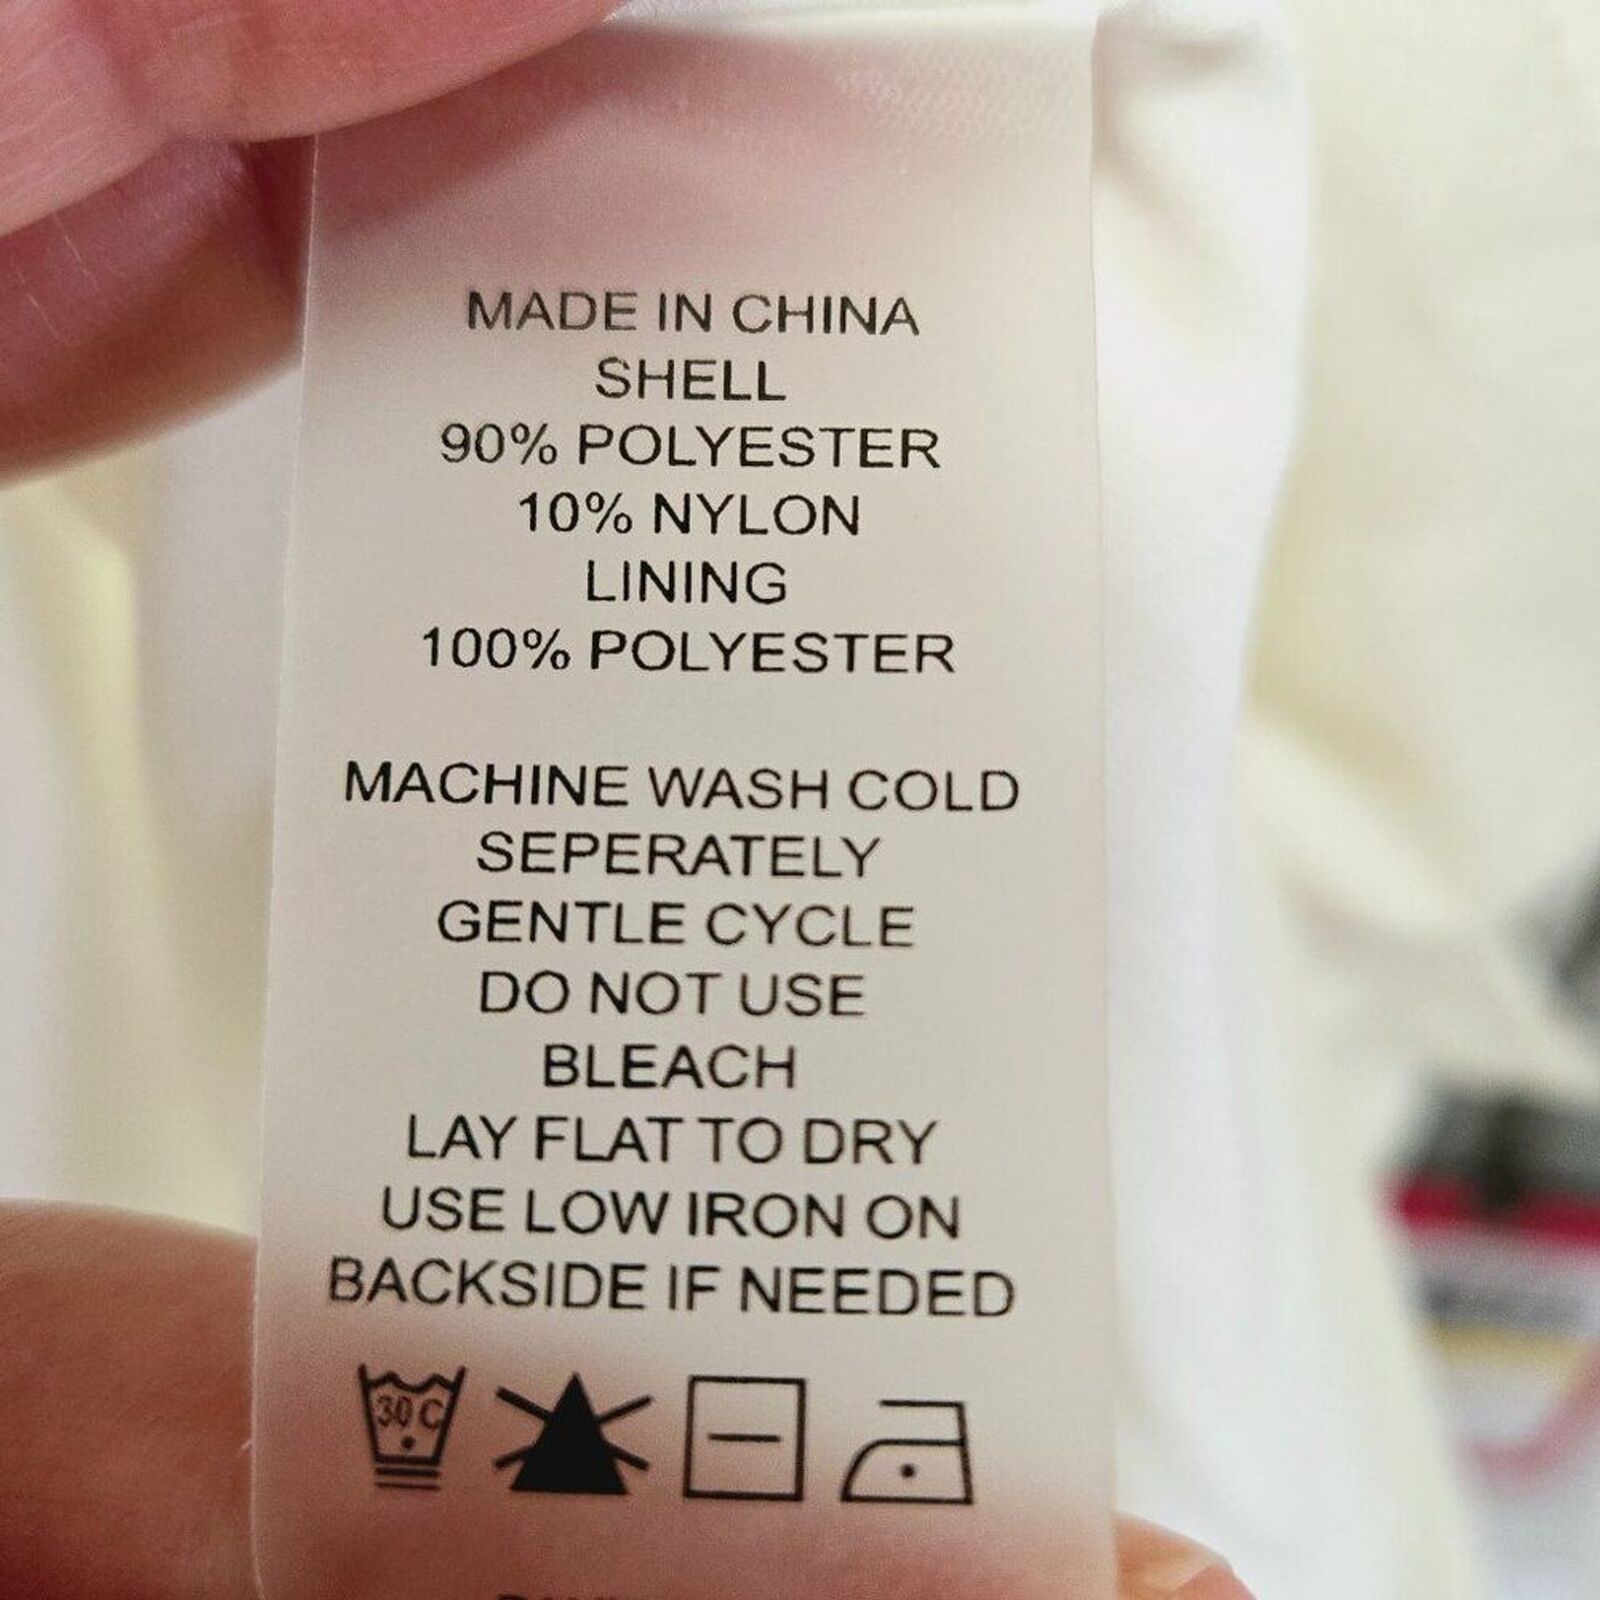 MADE IN CHINA
SHELL
90% POLYESTER
10% NYLON
LINING
100% POLYESTER
MACHINE WASH COLD
SEPERATELY
GENTLE CYCLE
DO NOT USE
BLEACH
LAY FLAT TO DRY
USE LOW IRON ON
BACKSIDE IF NEEDED
30 C